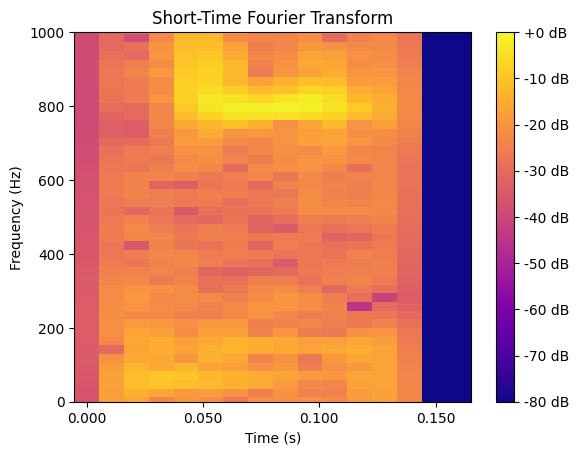 Short-Time Fourier Transform
Frequency (Hz)
1000
800
600
400
200
0
0.000
0.050
0.100
0.150
Time (s)
+0 dB
-10 dB
-20 dB
-30 dB
-40 dB
-50 dB
-60 dB
-70 dB
-80 dB